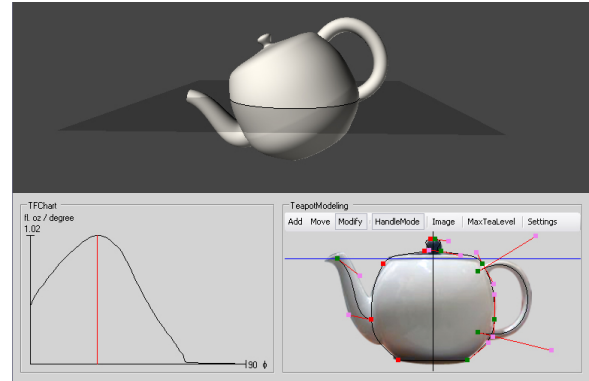 TFChart
fl. oz / degree
1.02
90 ϕ
TeapotModeling
Add Move Modify HandleMode Image MaxTeaLevel Settings